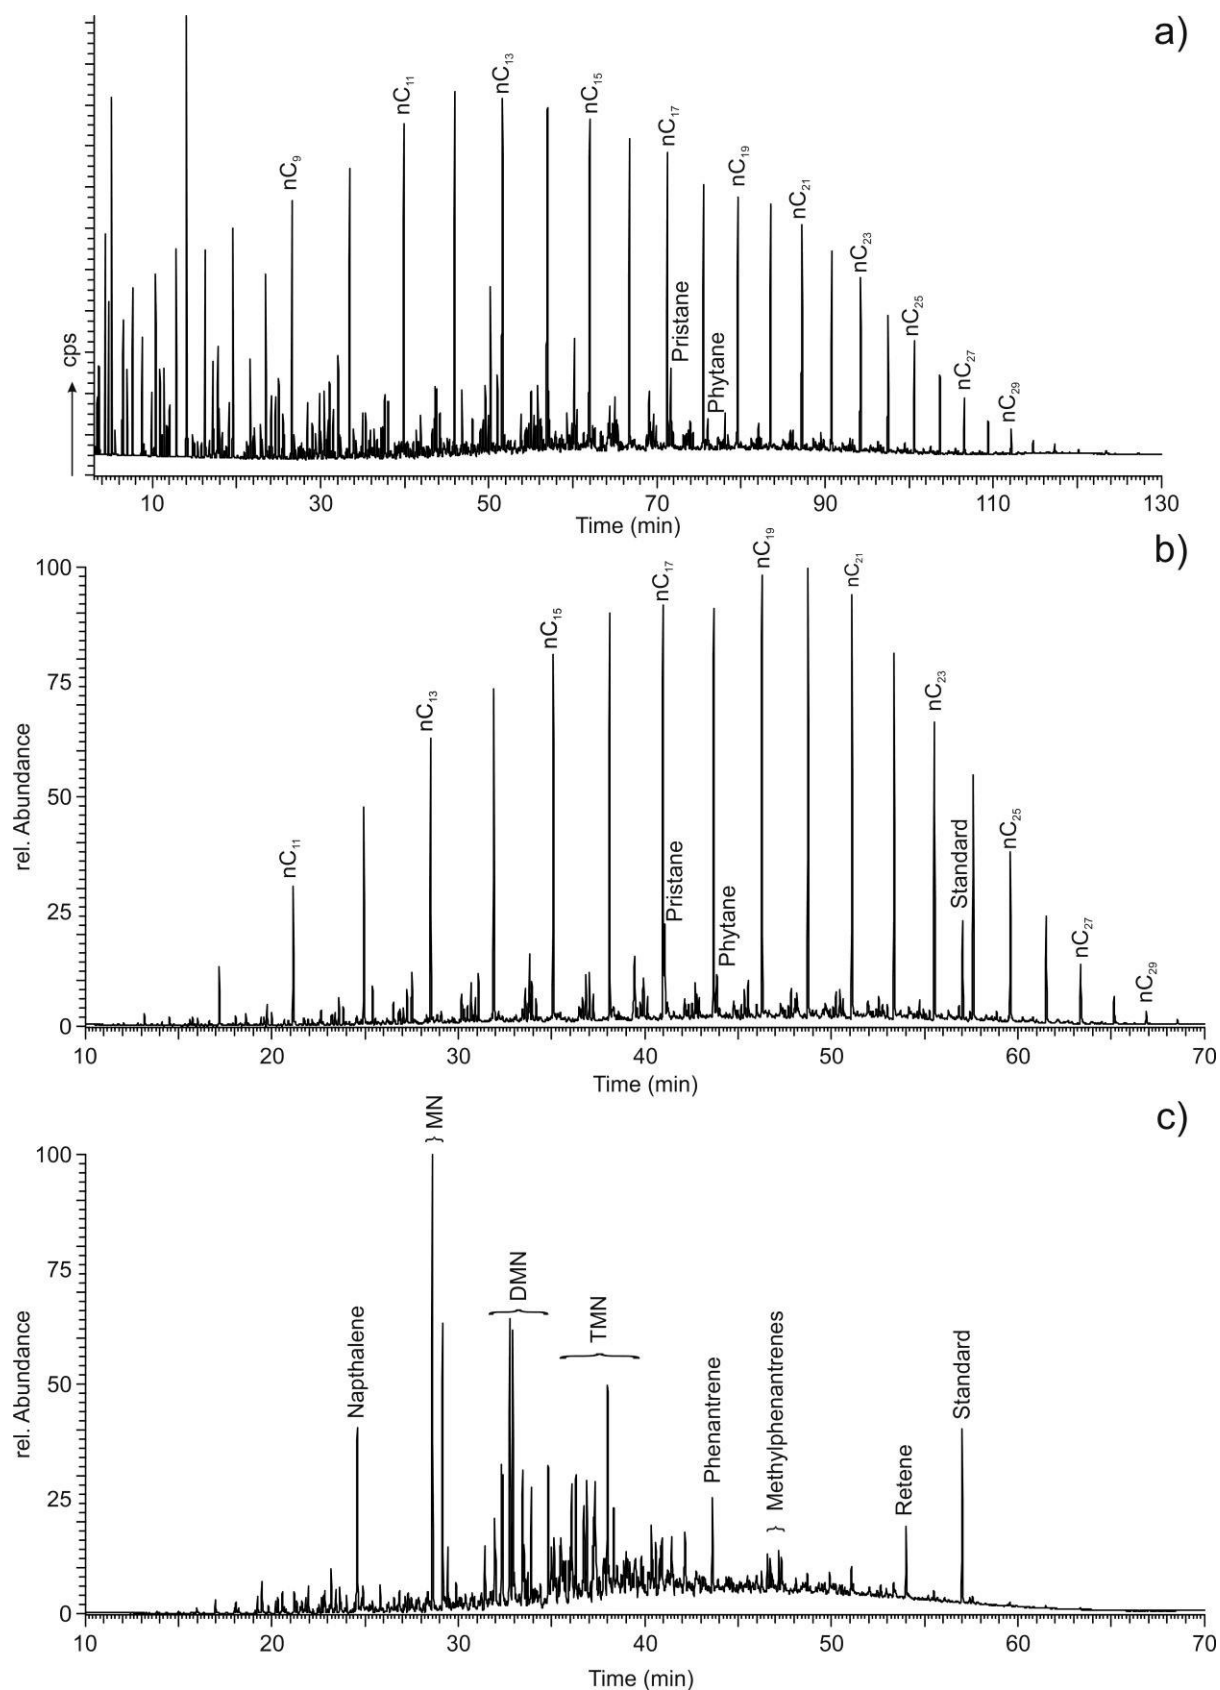 a)
nC₉
nC₁₁
nC₁₃
nC₁₅
nC₁₇
Pristane
Phytane
nC₁₉
nC₂₁
nC₂₃
nC₂₅
nC₂₇
nC₂₉
cps
10 30 50 70 90 110 130
Time (min)
b)
100
75
50
25
0
rel. Abundance
nC₁₁
nC₁₃
nC₁₅
nC₁₇
Pristane
Phytane
nC₁₉
nC₂₁
nC₂₃
Standard
nC₂₅
nC₂₇
nC₂₉
10 20 30 40 50 60 70
Time (min)
c)
100
75
50
25
0
rel. Abundance
Napthalene
} MN
DMN
TMN
Phenantrene
} Methylphenantrenes
Retene
Standard
10 20 30 40 50 60 70
Time (min)